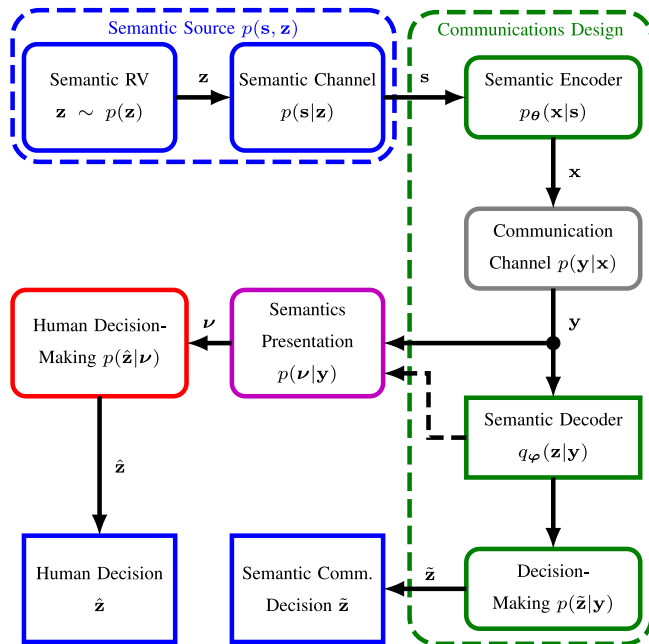 Semantic Source p(s, z)
Communications Design
Semantic RV
z ∼ p(z)
z
Semantic Channel
p(s|z)
s
Semantic Encoder
p_θ(x|s)
x
Communication
Channel p(y|x)
y
Human Decision-
Making p(ẑ|ν)
ν
Semantics
Presentation
p(ν|y)
Semantic Decoder
q_φ(z|y)
ẑ
Human Decision
ẑ
Semantic Comm.
Decision z̃
z̃
Decision-
Making p(z̃|y)